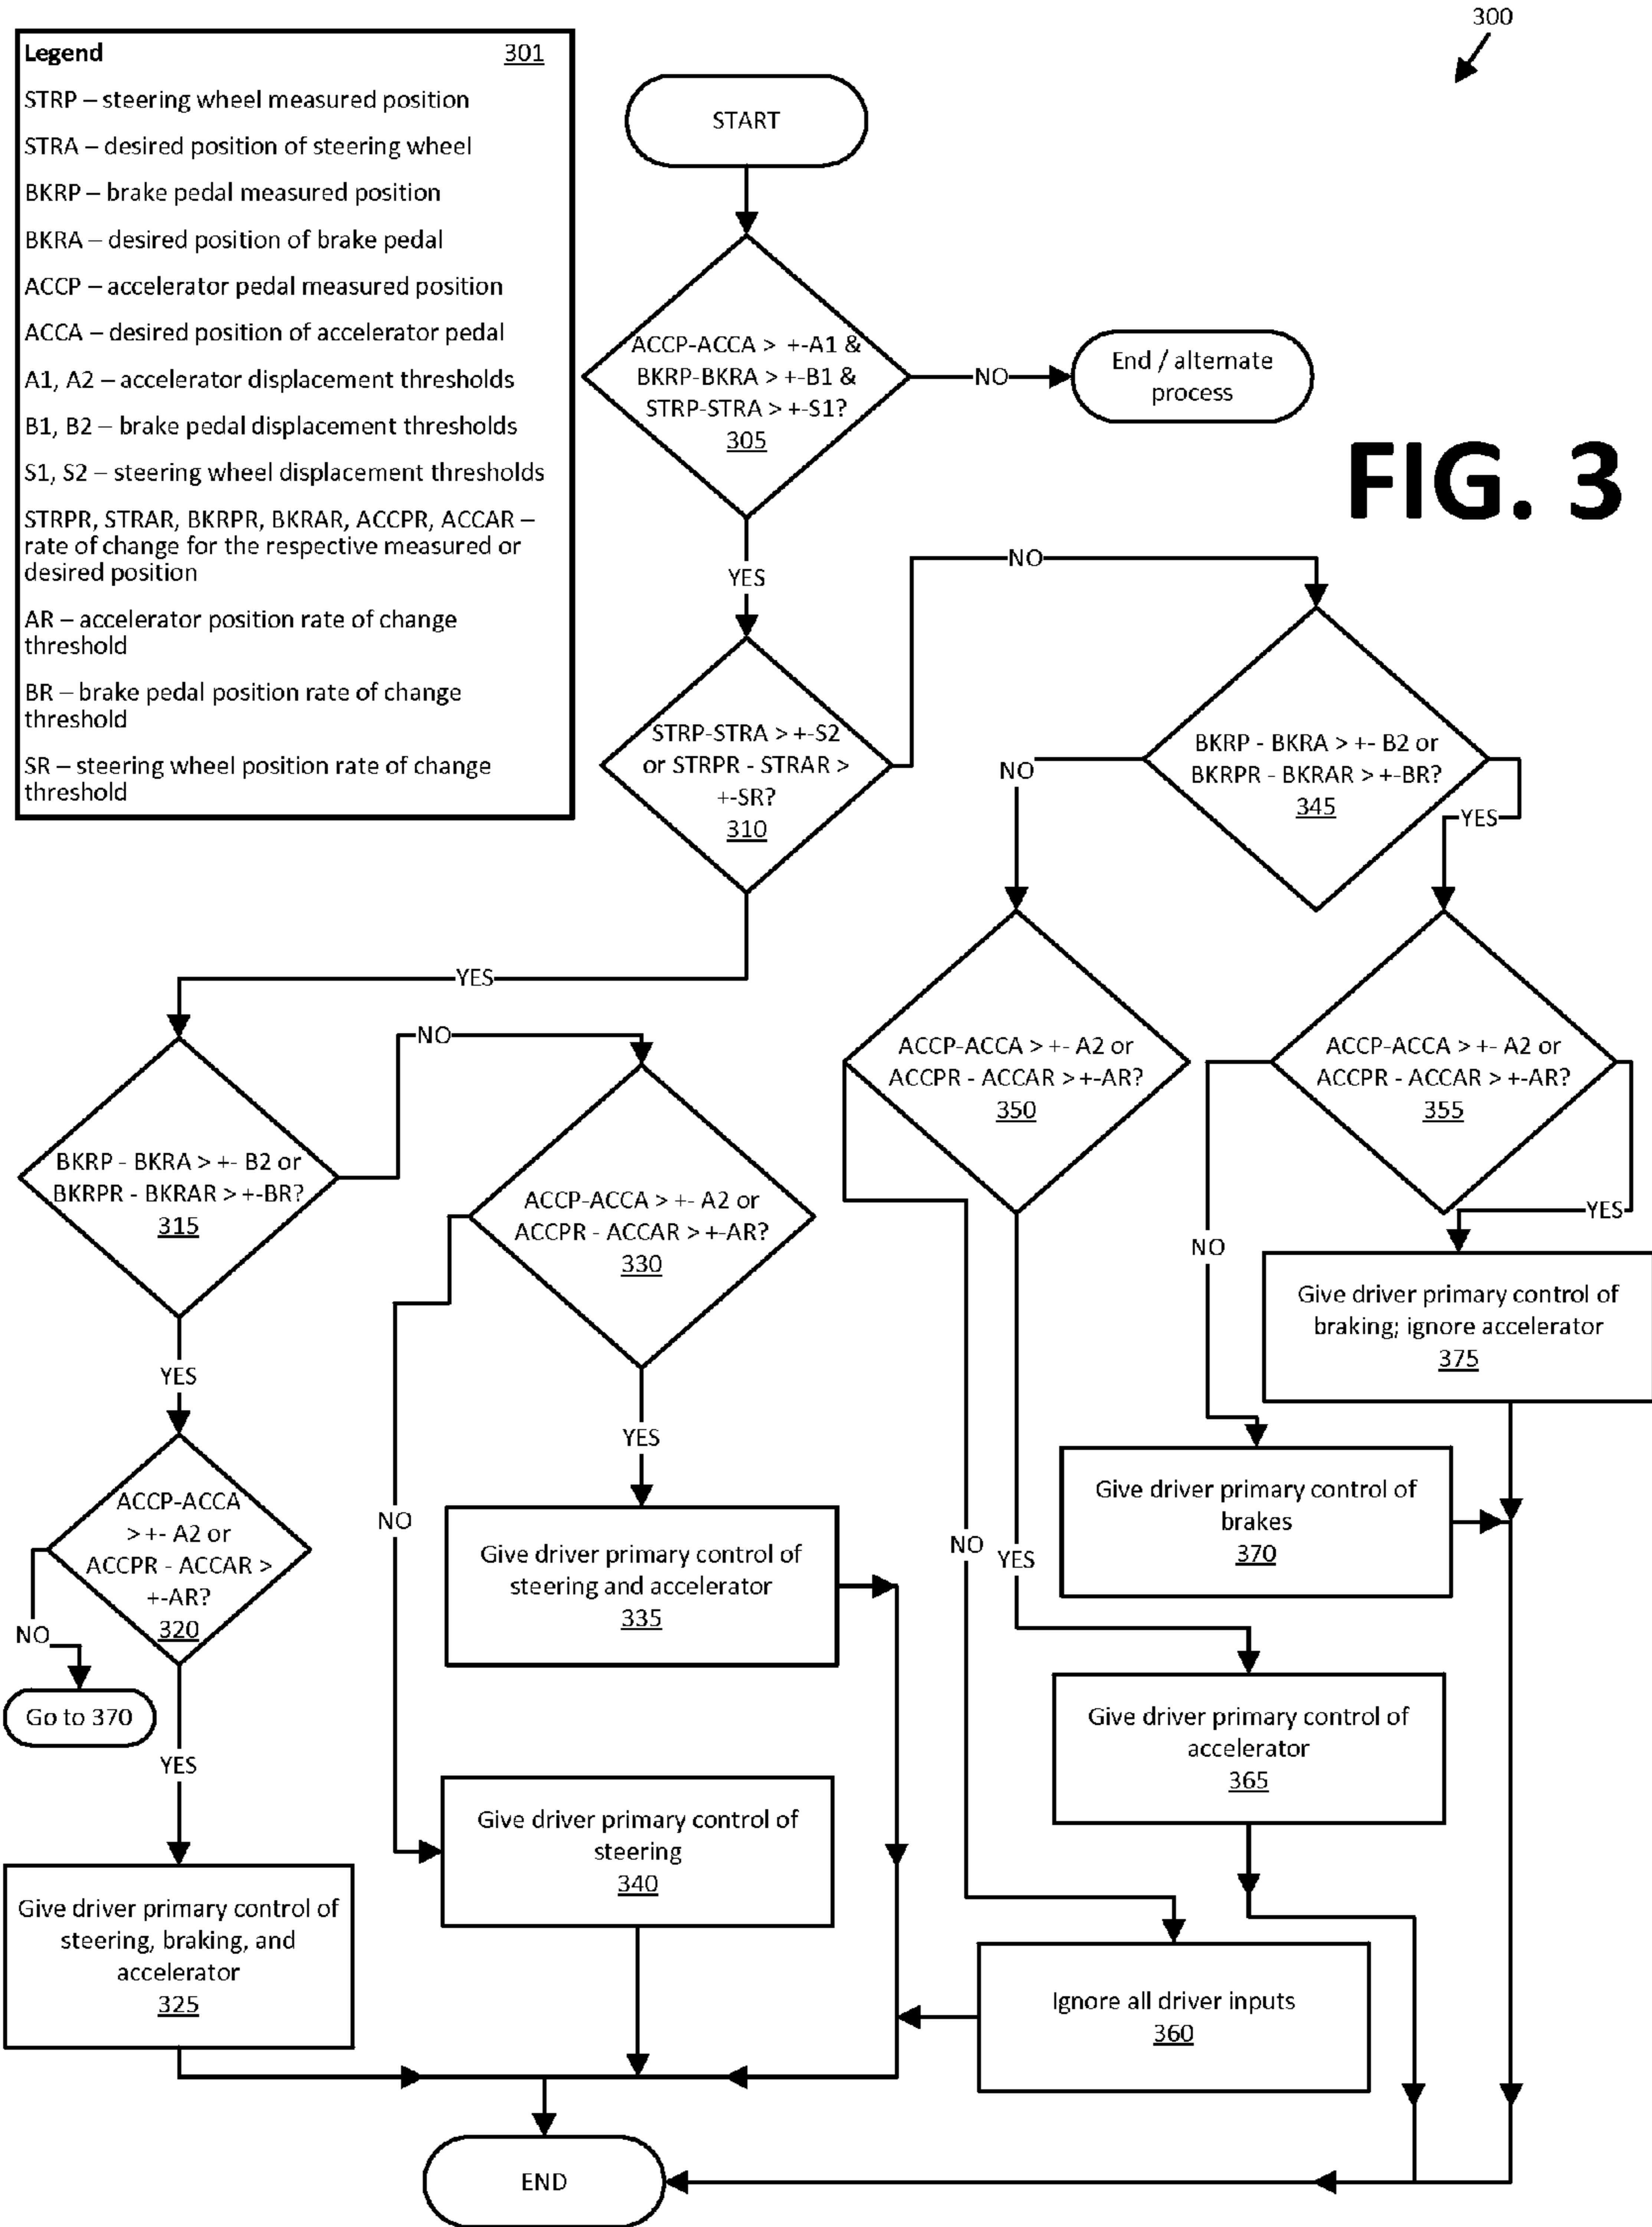 300
Legend 301
STRP – steering wheel measured position
STRA – desired position of steering wheel
BKRP – brake pedal measured position
BKRA – desired position of brake pedal
ACCP – accelerator pedal measured position
ACCA – desired position of accelerator pedal
A1, A2 – accelerator displacement thresholds
B1, B2 – brake pedal displacement thresholds
S1, S2 – steering wheel displacement thresholds
STRPR, STRAR, BKRPR, BKRAR, ACCPR, ACCAR –
rate of change for the respective measured or
desired position
AR – accelerator position rate of change
threshold
BR – brake pedal position rate of change
threshold
SR – steering wheel position rate of change
threshold
START
ACCP-ACCA > +-A1 &
BKRP-BKRA > +-B1 &
STRP-STRA > +-S1?
305
NO
End / alternate
process
FIG. 3
YES
NO
STRP-STRA > +-S2
or STRPR - STRAR >
+-SR?
310
BKRP - BKRA > +- B2 or
BKRPR - BKRAR > +-BR?
345
NO
YES
YES
NO
ACCP-ACCA > +- A2 or
ACCPR - ACCAR > +-AR?
350
ACCP-ACCA > +- A2 or
ACCPR - ACCAR > +-AR?
355
BKRP - BKRA > +- B2 or
BKRPR - BKRAR > +-BR?
315
ACCP-ACCA > +- A2 or
ACCPR - ACCAR > +-AR?
330
YES
NO
Give driver primary control of
braking; ignore accelerator
375
YES
YES
ACCP-ACCA
> +- A2 or
ACCPR - ACCAR >
+-AR?
320
NO
NO
Go to 370
YES
Give driver primary control of
steering and accelerator
335
NO
YES
Give driver primary control of
brakes
370
Give driver primary control of
accelerator
365
Give driver primary control of
steering
340
Give driver primary control of
steering, braking, and
accelerator
325
Ignore all driver inputs
360
END